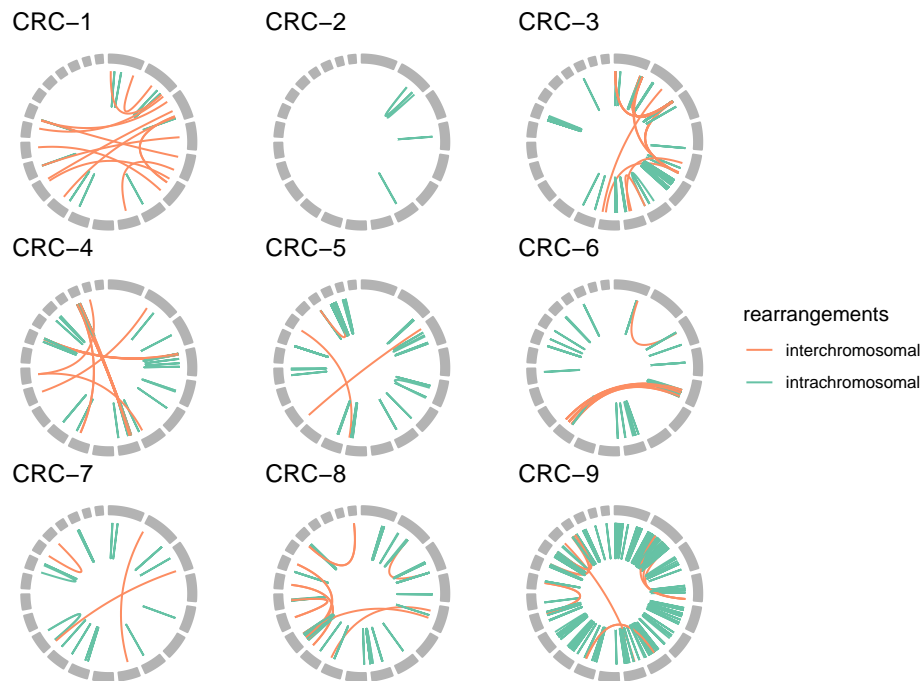 CRC−1
CRC−2
CRC−3
CRC−4
CRC−5
CRC−6
rearrangements
interchromosomal
intrachromosomal
CRC−7
CRC−8
CRC−9